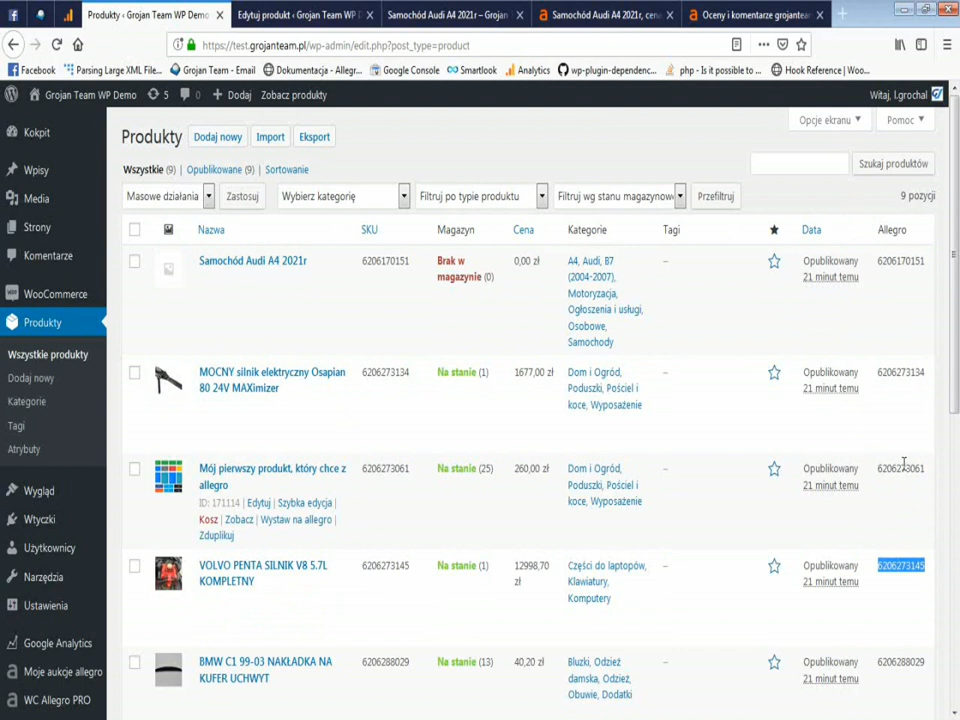 Produkty ‹ Grojan Team WP Demo
Edytuj produkt ‹ Grojan Team WP D
Samochód Audi A4 2021r – Grojan
Samochód Audi A4 2021r, cena
Oceny i komentarze grojantea
https://test.grojanteam.pl/wp-admin/edit.php?post_type=product
Facebook
Parsing Large XML File...
Grojan Team - Email
Dokumentacja - Allegr...
Google Console
Smartlook
Analytics
wp-plugin-dependenc...
php - Is it possible to ...
Hook Reference | Woo...
Grojan Team WP Demo
5
0
Dodaj
Zobacz produkty
Witaj, l.grochal
Kokpit
Wpisy
Media
Strony
Komentarze
WooCommerce
Produkty
Wszystkie produkty
Dodaj nowy
Kategorie
Tagi
Atrybuty
Wygląd
Wtyczki
Użytkownicy
Narzędzia
Ustawienia
Google Analytics
Moje aukcje allegro
WC Allegro PRO
Opcje ekranu
Pomoc
Produkty
Dodaj nowy
Import
Eksport
Wszystkie (9) | Opublikowane (9) | Sortowanie
Szukaj produktów
Masowe działania
Zastosuj
Wybierz kategorię
Filtruj po typie produktu
Filtruj wg stanu magazynow
Przefiltruj
9 pozycji
Nazwa SKU Magazyn Cena Kategorie Tagi Data Allegro
Samochód Audi A4 2021r
6206170151
Brak w
magazynie (0)
0,00 zł
A4, Audi, B7
(2004-2007),
Motoryzacja,
Ogłoszenia i usługi,
Osobowe,
Samochody
–
Opublikowany
21 minut temu
6206170151
MOCNY silnik elektryczny Osapian
80 24V MAXimizer
6206273134
Na stanie (1)
1677,00 zł
Dom i Ogród,
Poduszki, Pościel i
koce, Wyposażenie
–
Opublikowany
21 minut temu
6206273134
Mój pierwszy produkt, który chce z
allegro
ID: 171114 | Edytuj | Szybka edycja |
Kosz | Zobacz | Wystaw na allegro |
Zduplikuj
6206273061
Na stanie (25)
260,00 zł
Dom i Ogród,
Poduszki, Pościel i
koce, Wyposażenie
–
Opublikowany
21 minut temu
6206273061
VOLVO PENTA SILNIK V8 5.7L
KOMPLETNY
6206273145
Na stanie (1)
12998,70
zł
Części do laptopów,
Klawiatury,
Komputery
–
Opublikowany
21 minut temu
6206273145
BMW C1 99-03 NAKŁADKA NA
KUFER UCHWYT
6206288029
Na stanie (13)
40,20 zł
Bluzki, Odzież
damska, Odzież,
Obuwie, Dodatki
–
Opublikowany
21 minut temu
6206288029